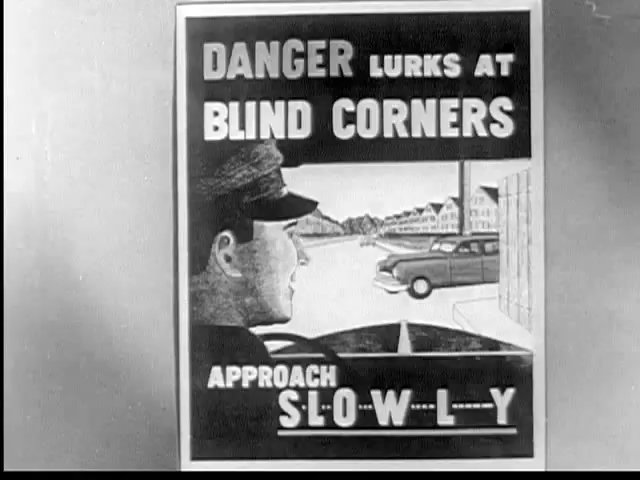 DANGER LURKS AT
BLIND CORNERS
APPROACH
S-L-O-W-L-Y